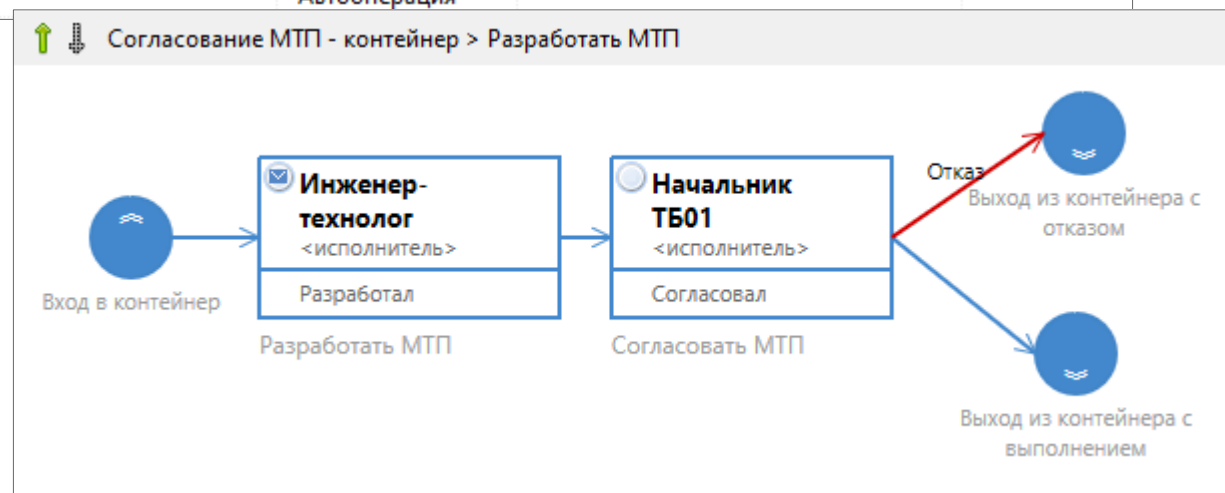 Автооперация
Согласование МТП - контейнер > Разработать МТП
Вход в контейнер
Инженер-
технолог
<исполнитель>
Разработал
Разработать МТП
Начальник
ТБ01
<исполнитель>
Согласовал
Согласовать МТП
Отказ
Выход из контейнера с
отказом
Выход из контейнера с
выполнением